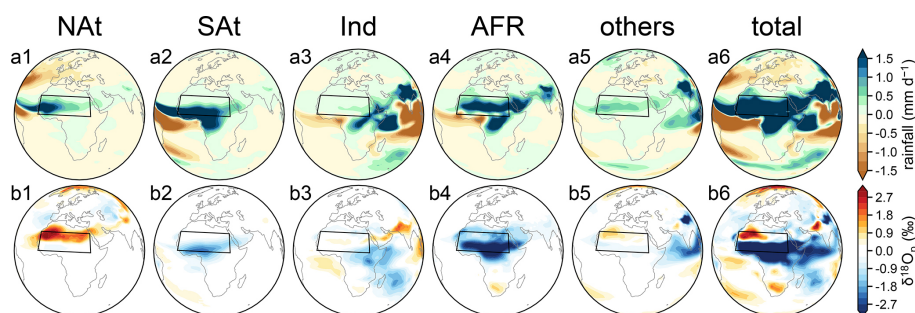 NAt SAt Ind AFR others total
a1 a2 a3 a4 a5 a6
1.5
1.0
0.5
0.0
-0.5
-1.0
-1.5
rainfall (mm d⁻¹)
b1 b2 b3 b4 b5 b6
2.7
1.8
0.9
0.0
-0.9
-1.8
-2.7
δ¹⁸Oₚ (‰)